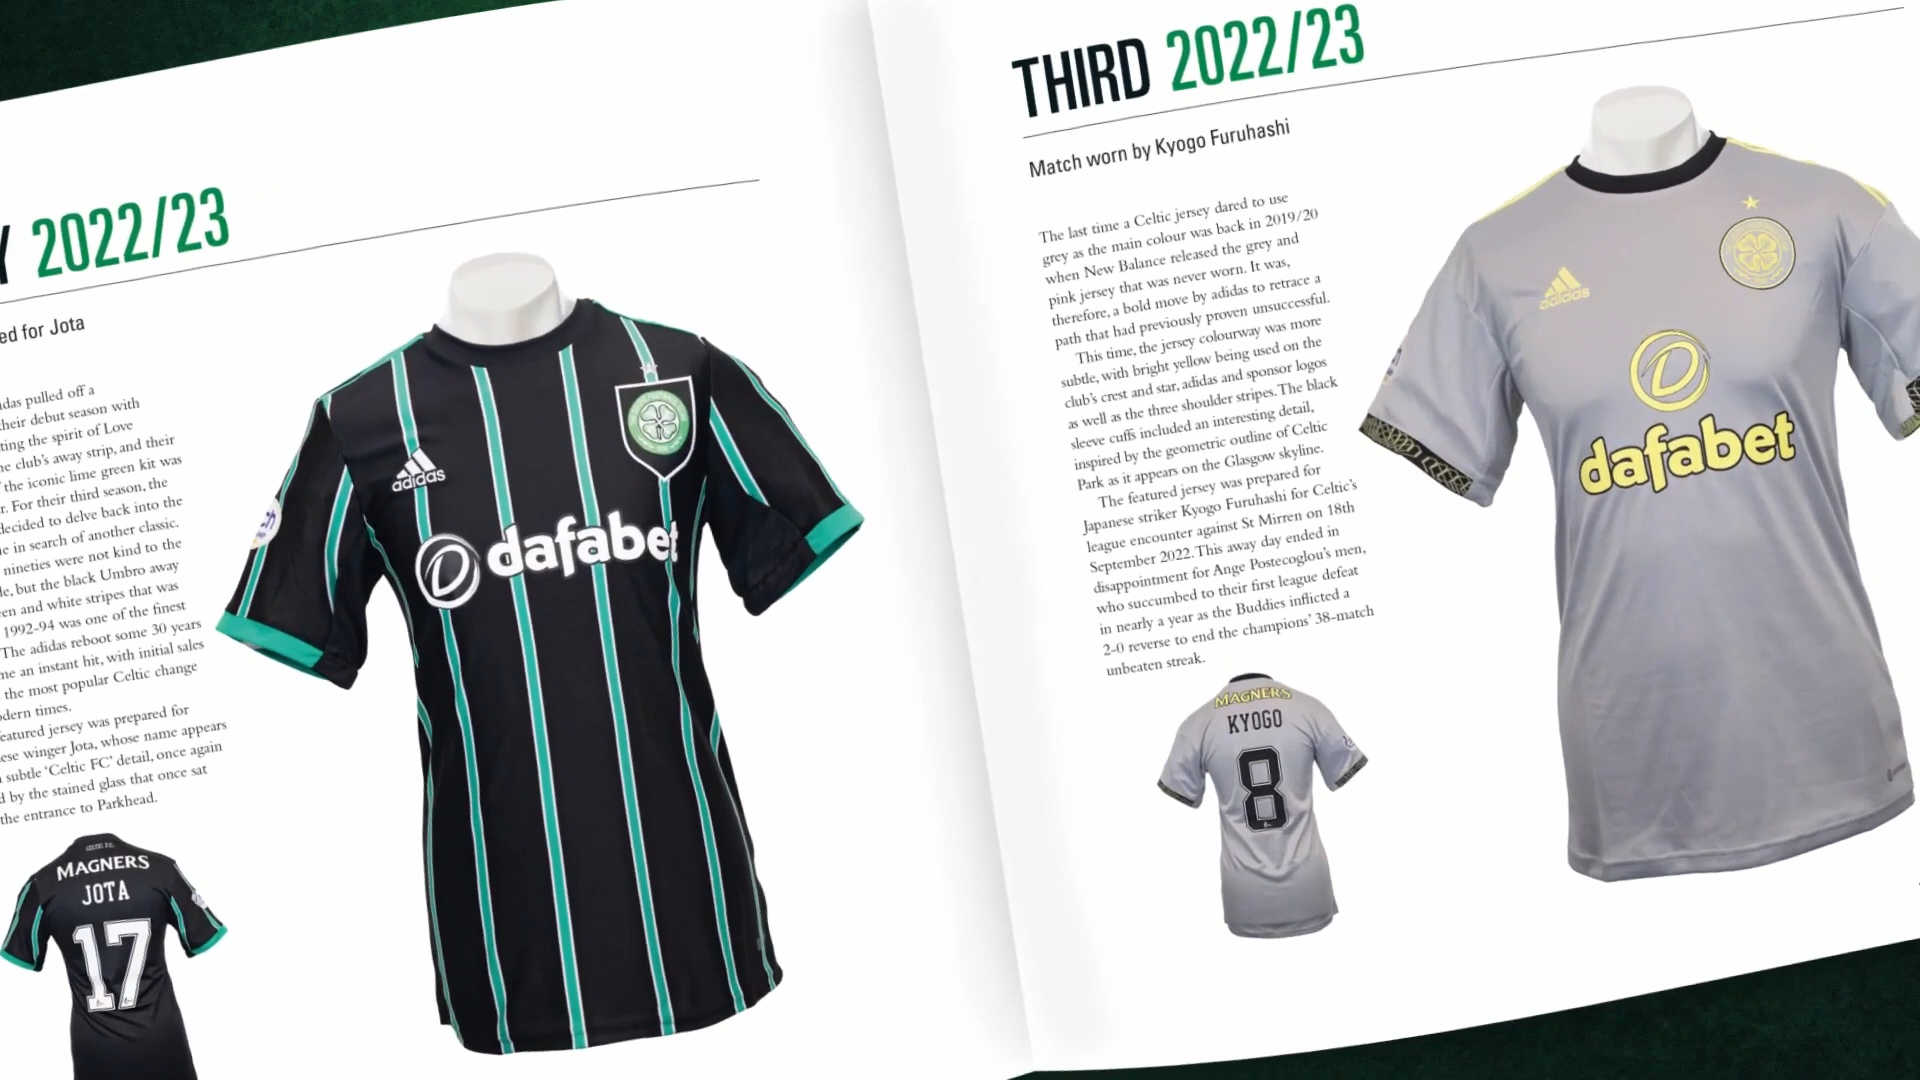 Y 2022/23
ed for Jota
das pulled off a
their debut season with
ting the spirit of Love
e club's away strip, and their
the iconic lime green kit was
r. For their third season, the
decided to delve back into the
e in search of another classic.
nineties were not kind to the
le, but the black Umbro away
en and white stripes that was
1992-94 was one of the finest
The adidas reboot some 30 years
me an instant hit, with initial sales
the most popular Celtic change
odern times.
eatured jersey was prepared for
ese winger Jota, whose name appears
subtle 'Celtic FC' detail, once again
d by the stained glass that once sat
the entrance to Parkhead.
MAGNERS
JOTA
17
adidas
dafabet
THIRD 2022/23
Match worn by Kyogo Furuhashi
The last time a Celtic jersey dared to use
grey as the main colour was back in 2019/20
when New Balance released the grey and
pink jersey that was never worn. It was,
therefore, a bold move by adidas to retrace a
path that had previously proven unsuccessful.
This time, the jersey colourway was more
subtle, with bright yellow being used on the
club's crest and star, adidas and sponsor logos
as well as the three shoulder stripes. The black
sleeve cuffs included an interesting detail,
inspired by the geometric outline of Celtic
Park as it appears on the Glasgow skyline.
The featured jersey was prepared for
Japanese striker Kyogo Furuhashi for Celtic's
league encounter against St Mirren on 18th
September 2022. This away day ended in
disappointment for Ange Postecoglou's men,
who succumbed to their first league defeat
in nearly a year as the Buddies inflicted a
2-0 reverse to end the champions' 38-match
unbeaten streak.
MAGNERS
KYOGO
8
adidas
dafabet